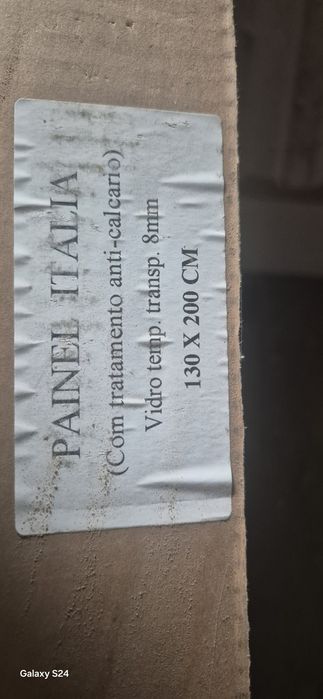 PAINEL ITALIA
(Com tratamento anti-calcario)
Vidro temp. transp. 8mm
130 X 200 CM
Galaxy S24